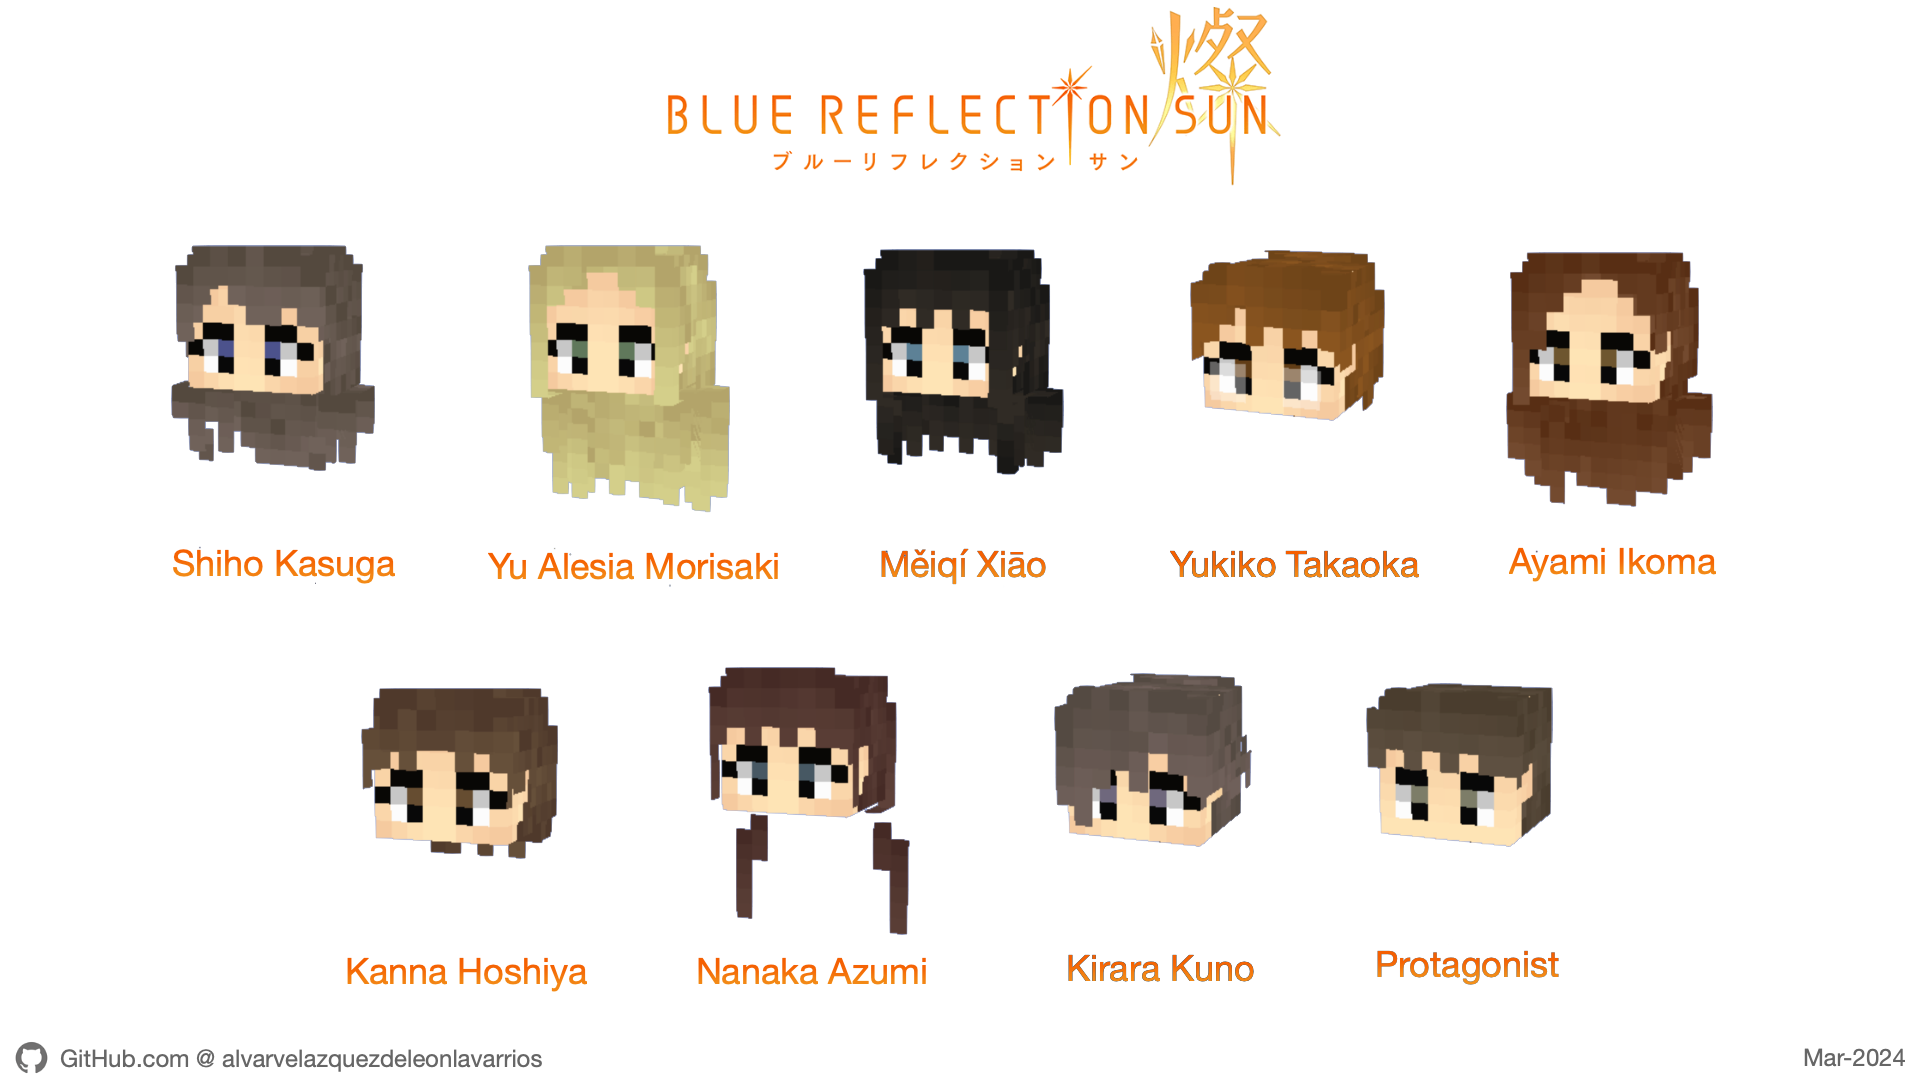 燦
BLUE REFLECTION SUN
ブルーリフレクション サン
Shiho Kasuga
Yu Alesia Morisaki
Měiqí Xiāo
Yukiko Takaoka
Ayami Ikoma
Kanna Hoshiya
Nanaka Azumi
Kirara Kuno
Protagonist
GitHub.com @ alvarvelazquezdeleonlavarrios
Mar-2024